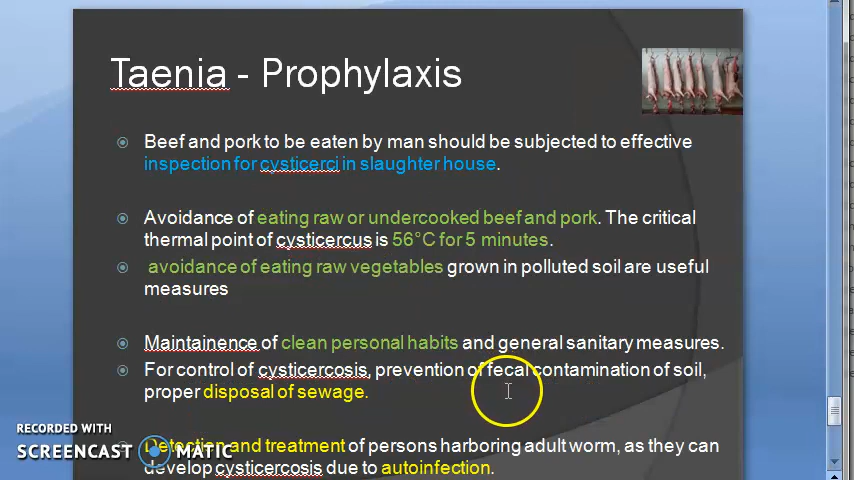 Taenia - Prophylaxis
Beef and pork to be eaten by man should be subjected to effective
inspection for cysticerci in slaughter house.
Avoidance of eating raw or undercooked beef and pork. The critical
thermal point of cysticercus is 56°C for 5 minutes.
avoidance of eating raw vegetables grown in polluted soil are useful
measures
Maintainence of clean personal habits and general sanitary measures.
For control of cysticercosis, prevention of fecal contamination of soil,
proper disposal of sewage.
Detection and treatment of persons harboring adult worm, as they can
develop cysticercosis due to autoinfection.
RECORDED WITH
SCREENCAST MATIC